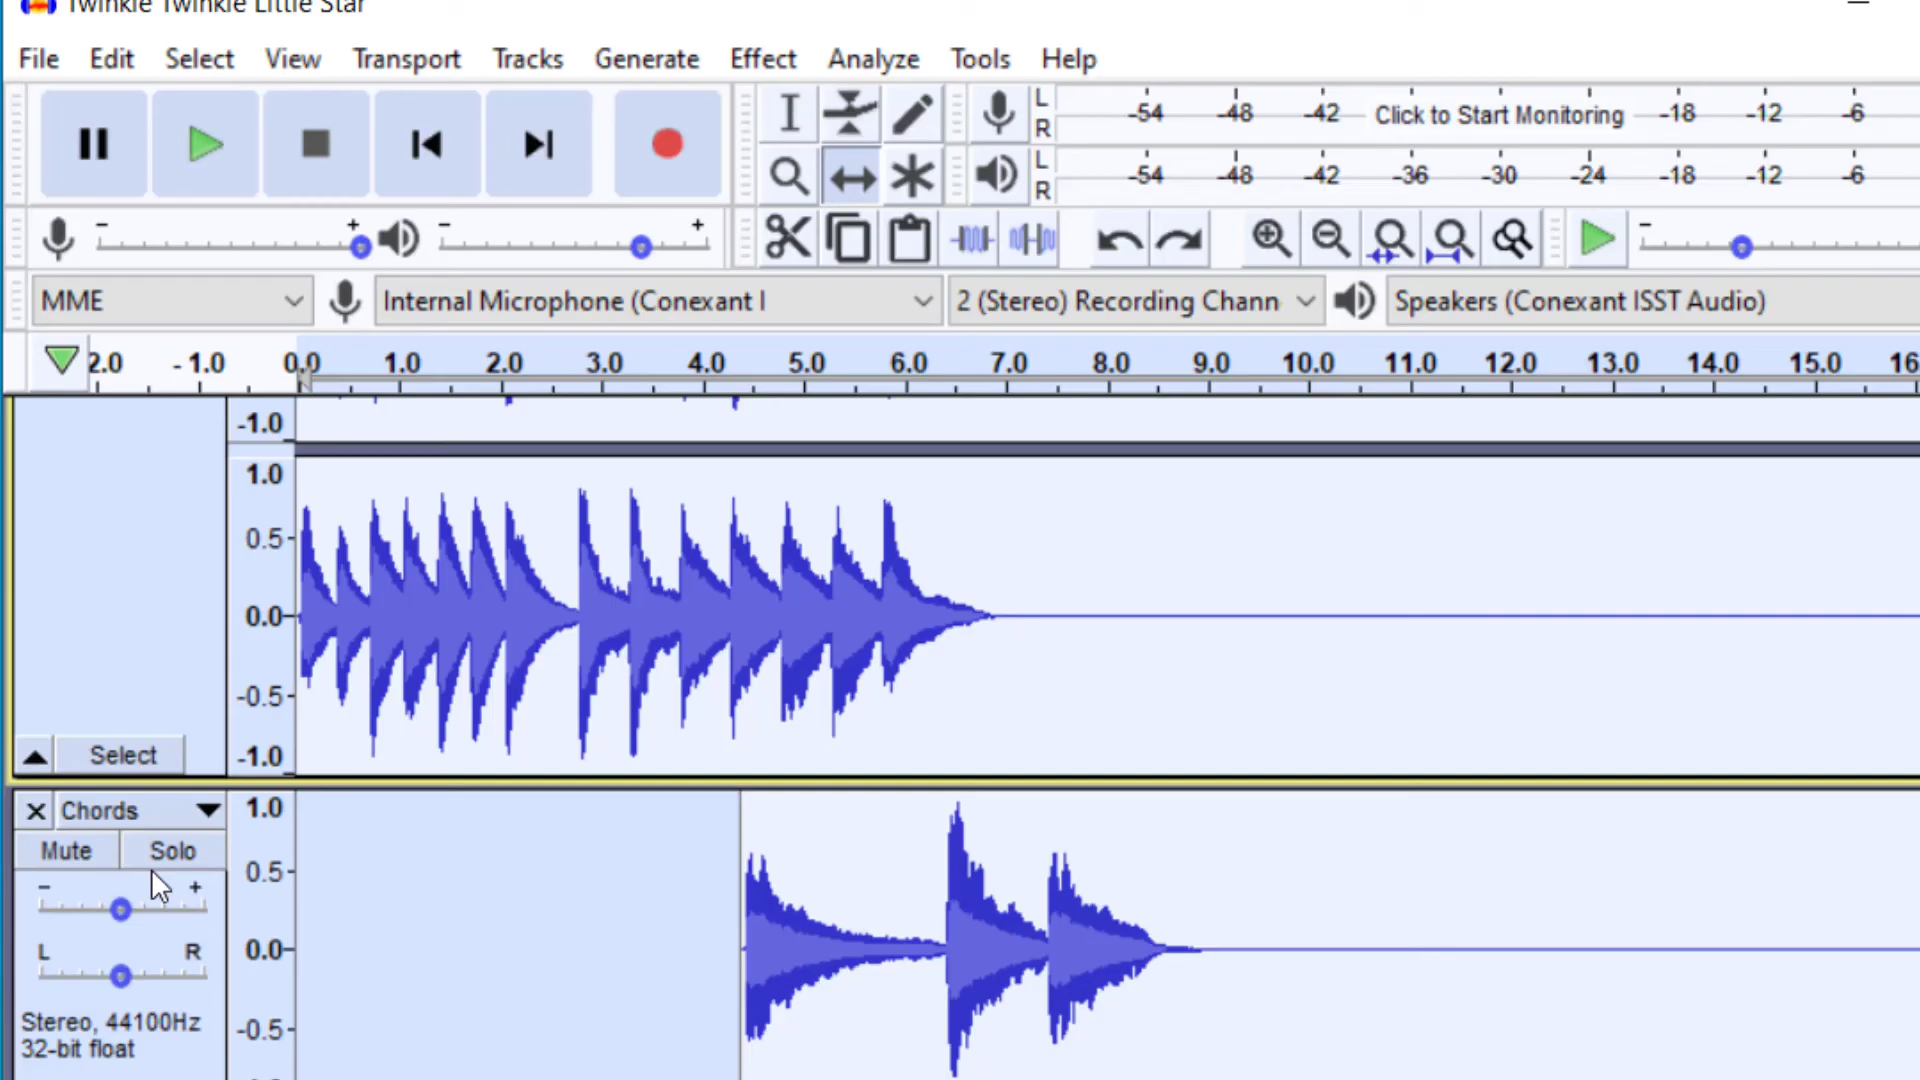 Twinkle Twinkle Little Star
File Edit Select View Transport Tracks Generate Effect Analyze Tools Help
L
R
-54 -48 -42 Click to Start Monitoring -18 -12 -6
L
R
-54 -48 -42 -36 -30 -24 -18 -12 -6
- + - + -
MME Internal Microphone (Conexant I 2 (Stereo) Recording Chann Speakers (Conexant ISST Audio)
2.0 -1.0 0.0 1.0 2.0 3.0 4.0 5.0 6.0 7.0 8.0 9.0 10.0 11.0 12.0 13.0 14.0 15.0 16
-1.0
1.0
0.5-
0.0-
-0.5-
-1.0
Select
Chords
Mute Solo
- +
L R
Stereo, 44100Hz
32-bit float
1.0
0.5-
0.0-
-0.5-